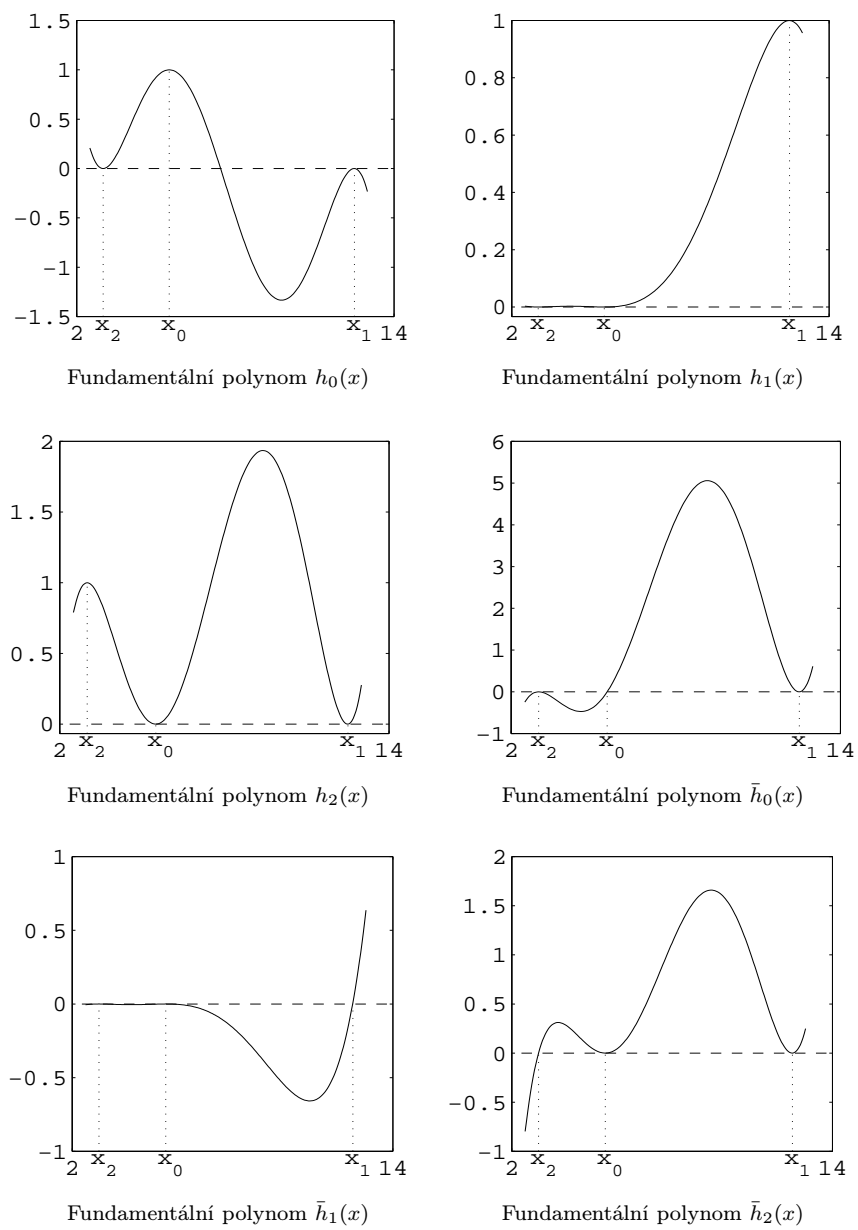 1.5
1
0.5
0
−0.5
−1
−1.5
2
x2
x0
x1
14
Fundamentální polynom h0(x)
1
0.8
0.6
0.4
0.2
0
2
x2
x0
x1
14
Fundamentální polynom h1(x)
2
1.5
1
0.5
0
2
x2
x0
x1
14
Fundamentální polynom h2(x)
6
5
4
3
2
1
0
−1
2
x2
x0
x1
14
Fundamentální polynom h̄0(x)
1
0.5
0
−0.5
−1
2
x2
x0
x1
14
Fundamentální polynom h̄1(x)
2
1.5
1
0.5
0
−0.5
−1
2
x2
x0
x1
14
Fundamentální polynom h̄2(x)